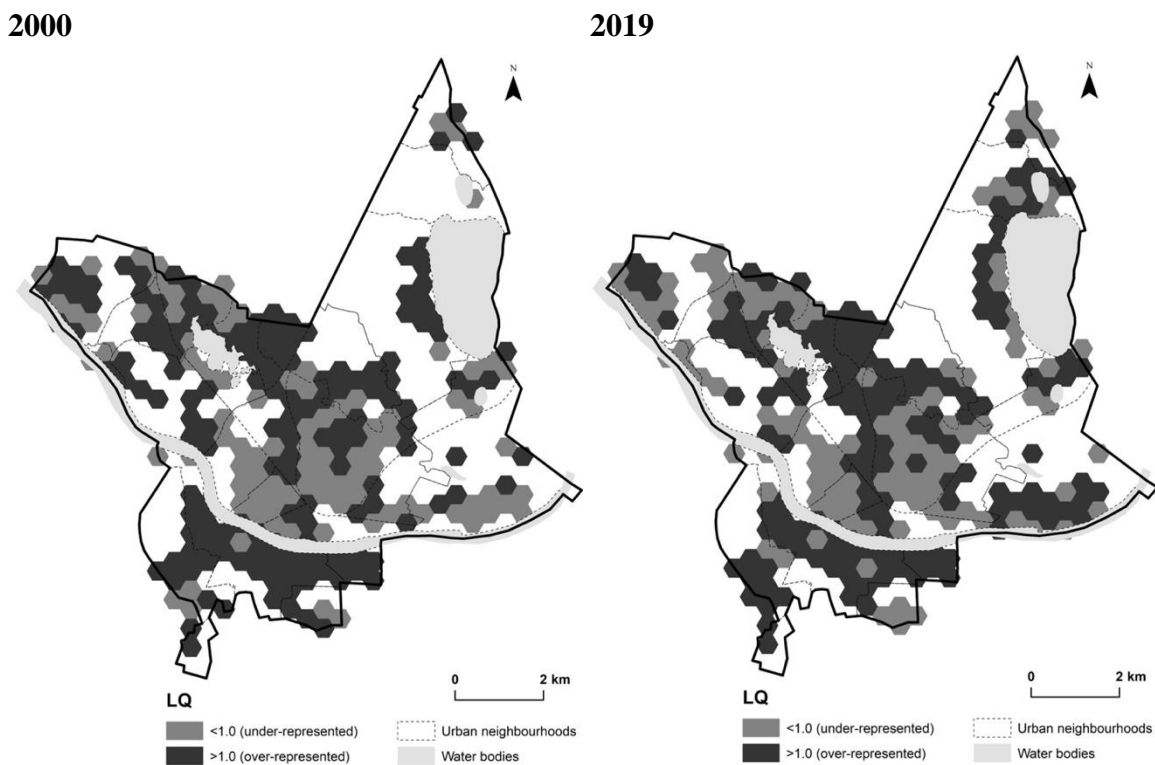 2000
2019
N
N
0 2 km
LQ
<1.0 (under-represented)
>1.0 (over-represented)
Urban neighbourhoods
Water bodies
0 2 km
LQ
<1.0 (under-represented)
>1.0 (over-represented)
Urban neighbourhoods
Water bodies